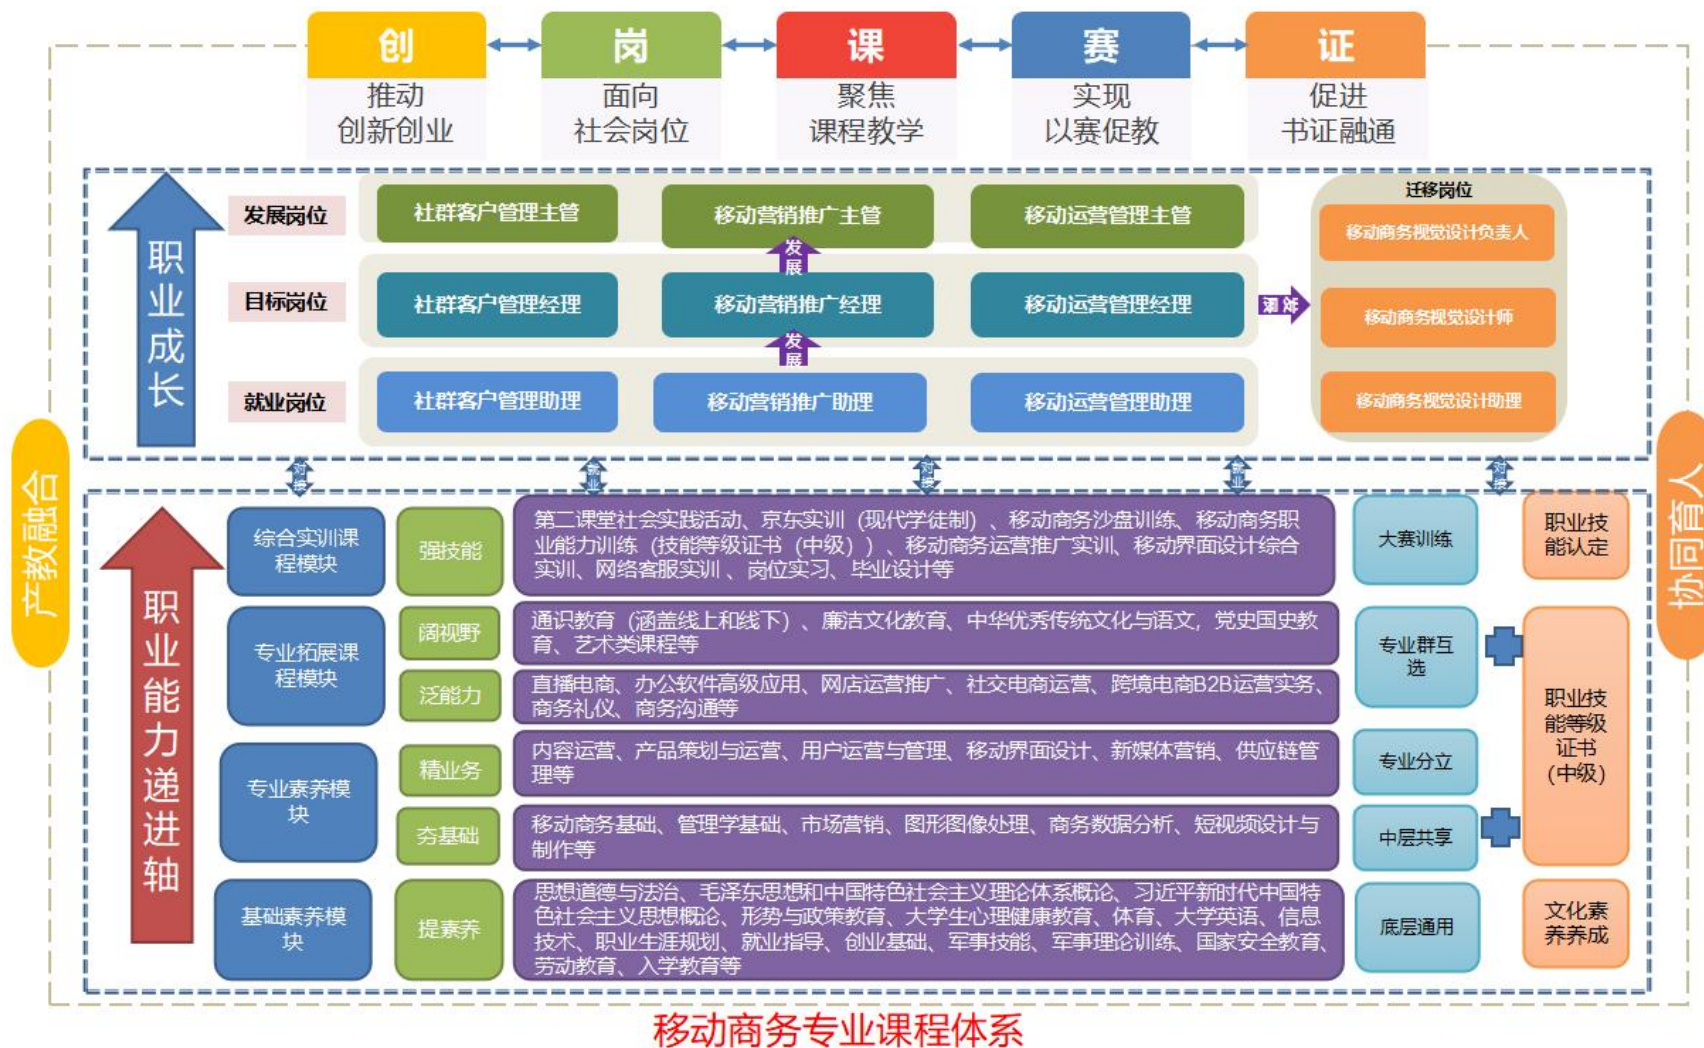 创
岗
课
赛
证
推动
创新创业
面向
社会岗位
聚焦
课程教学
实现
以赛促教
促进
书证融通
产教融合
协同育人
职业成长
发展岗位
社群客户管理主管
移动营销推广主管
移动运营管理主管
发展
目标岗位
社群客户管理经理
移动营销推广经理
移动运营管理经理
发展
就业岗位
社群客户管理助理
移动营销推广助理
移动运营管理助理
发展
迁移岗位
移动商务视觉设计负责人
移动商务视觉设计师
移动商务视觉设计助理
对接
就业
对接
就业
对接
职业能力递进轴
综合实训课
程模块
强技能
第二课堂社会实践活动、京东实训（现代学徒制）、移动商务沙盘训练、移动商务职
业能力训练（技能等级证书（中级））、移动商务运营推广实训、移动界面设计综合
实训、网络客服实训 、岗位实习、毕业设计等
大赛训练
职业技
能认定
专业拓展课
程模块
阔视野
通识教育（涵盖线上和线下）、廉洁文化教育、中华优秀传统文化与语文，党史国史教
育、艺术类课程等
泛能力
直播电商、办公软件高级应用、网店运营推广、社交电商运营、跨境电商B2B运营实务、
商务礼仪、商务沟通等
专业群互
选
职业技
能等级
证书
（中级）
专业素养模
块
精业务
内容运营、产品策划与运营、用户运营与管理、移动界面设计、新媒体营销、供应链管
理等
专业分立
夯基础
移动商务基础、管理学基础、市场营销、图形图像处理、商务数据分析、短视频设计与
制作等
中层共享
基础素养模
块
提素养
思想道德与法治、毛泽东思想和中国特色社会主义理论体系概论、习近平新时代中国特
色社会主义思想概论、形势与政策教育、大学生心理健康教育、体育、大学英语、信息
技术、职业生涯规划、就业指导、创业基础、军事技能、军事理论训练、国家安全教育、
劳动教育、入学教育等
底层通用
文化素
养养成
移动商务专业课程体系